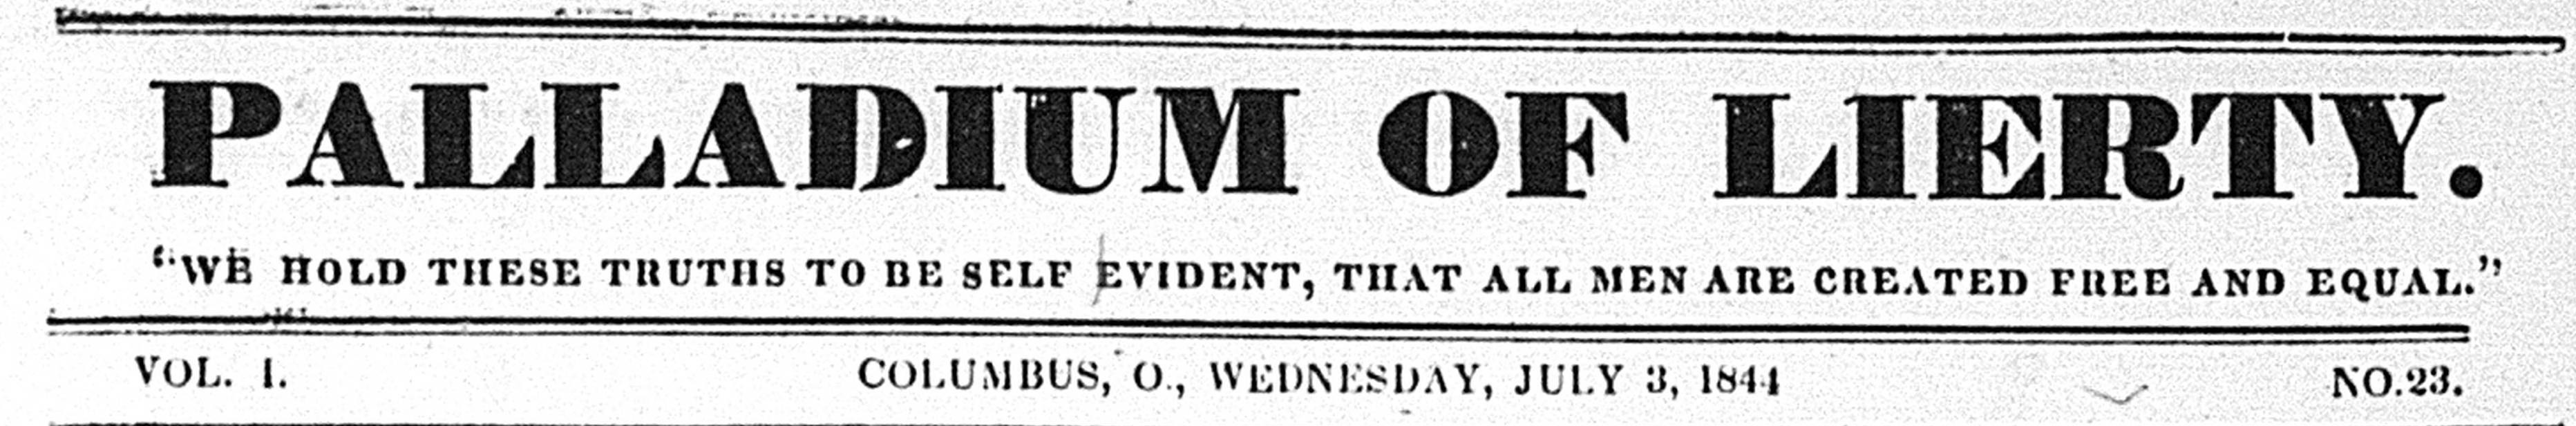 PALLADIUM OF LIERTY.
"WE HOLD THESE TRUTHS TO BE SELF EVIDENT, THAT ALL MEN ARE CREATED FREE AND EQUAL."
VOL. I. COLUMBUS, O., WEDNESDAY, JULY 3, 1844 NO.23.